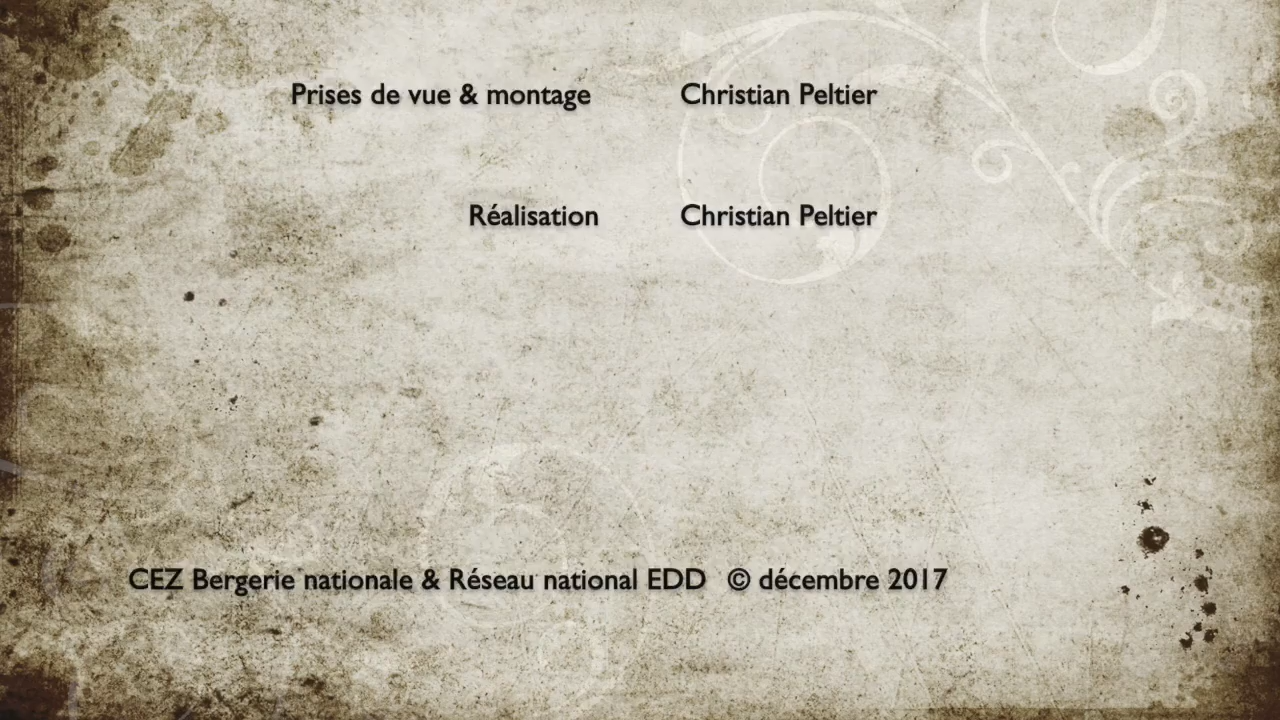 Prises de vue & montage Christian Peltier
Réalisation Christian Peltier
CEZ Bergerie nationale & Réseau national EDD © décembre 2017